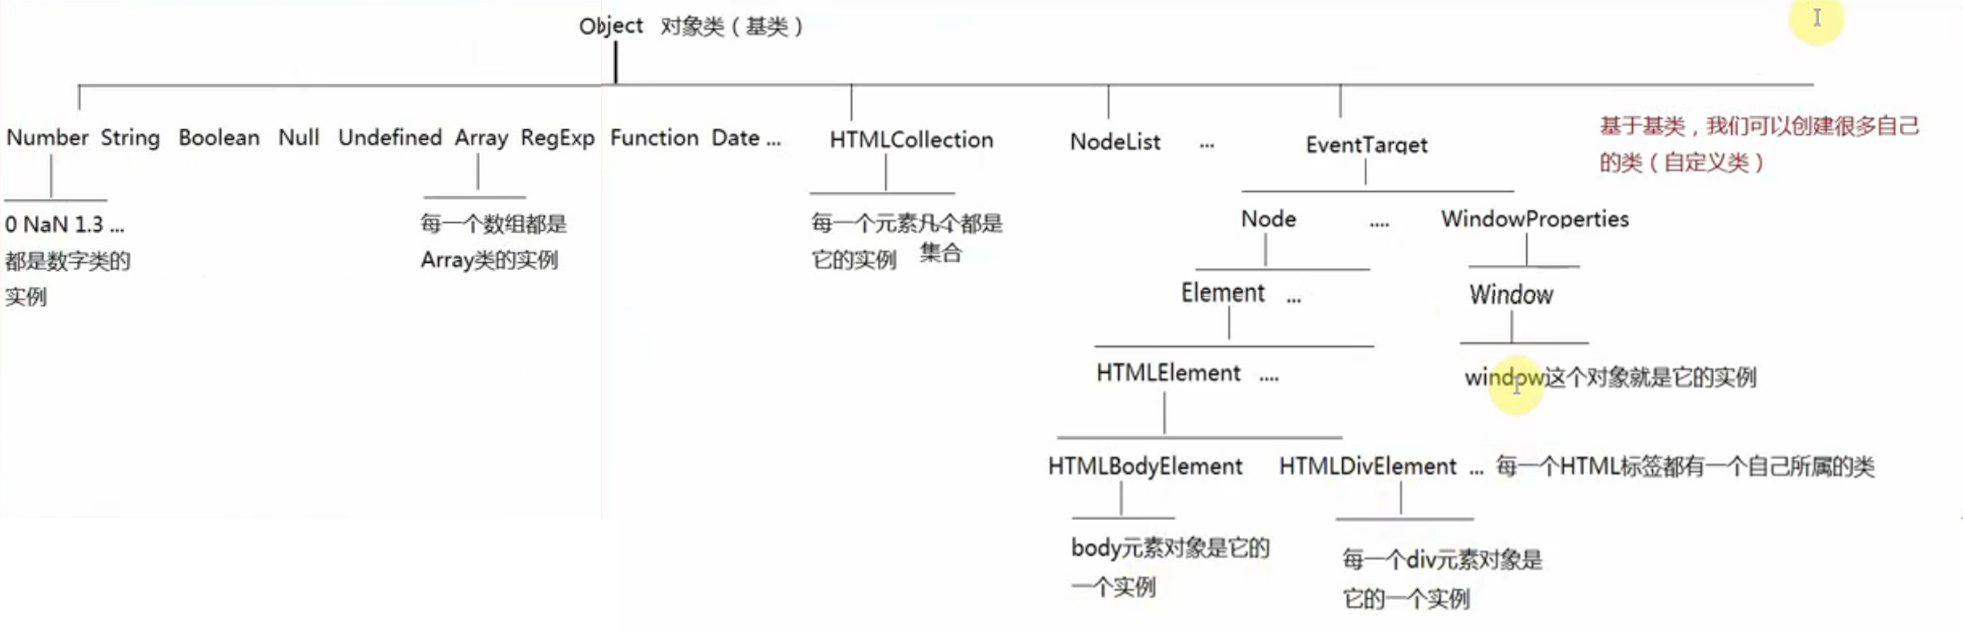 Object 对象类（基类）
Number String Boolean Null Undefined Array RegExp Function Date ...
HTMLCollection
NodeList ...
EventTarget
基于基类，我们可以创建很多自己
的类（自定义类）
0 NaN 1.3 ...
都是数字类的
实例
每一个数组都是
Array类的实例
每一个元素 都是
集合
它的实例
Node .... WindowProperties
Element ...
Window
HTMLElement ....
window这个对象就是它的实例
HTMLBodyElement HTMLDivElement ... 每一个HTML标签都有一个自己所属的类
body元素对象是它的
一个实例
每一个div元素对象是
它的一个实例